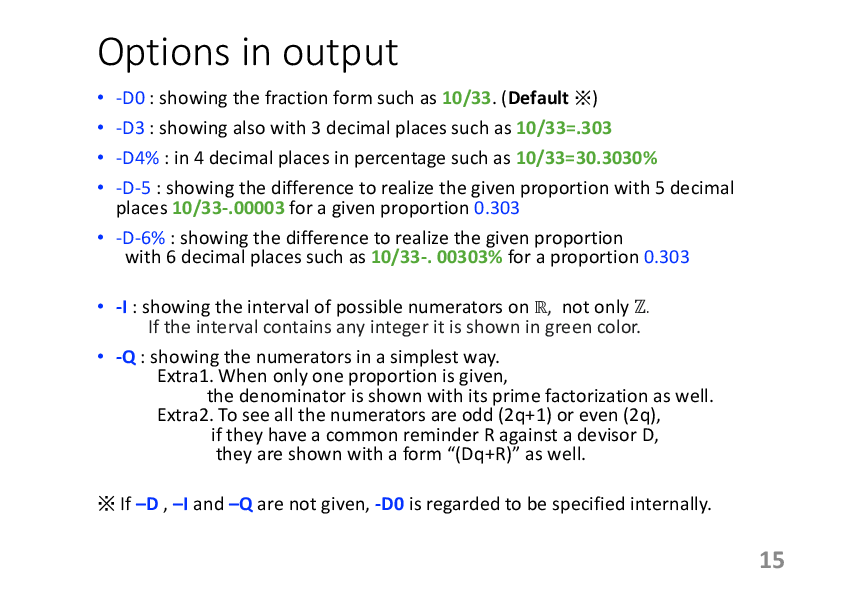 Options in output
• -D0 : showing the fraction form such as 10/33. (Default ※)
• -D3 : showing also with 3 decimal places such as 10/33=.303
• -D4% : in 4 decimal places in percentage such as 10/33=30.3030%
• -D-5 : showing the difference to realize the given proportion with 5 decimal
places 10/33-.00003 for a given proportion 0.303
• -D-6% : showing the difference to realize the given proportion
with 6 decimal places such as 10/33-. 00303% for a proportion 0.303
• -I : showing the interval of possible numerators on ℝ, not only ℤ.
If the interval contains any integer it is shown in green color.
• -Q : showing the numerators in a simplest way.
Extra1. When only one proportion is given,
the denominator is shown with its prime factorization as well.
Extra2. To see all the numerators are odd (2q+1) or even (2q),
if they have a common reminder R against a devisor D,
they are shown with a form “(Dq+R)” as well.
※ If –D , –I and –Q are not given, -D0 is regarded to be specified internally.
15